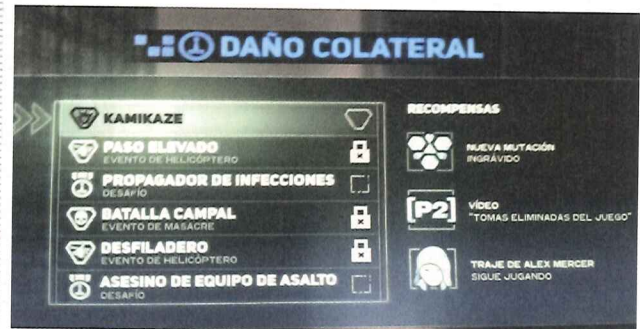 DAÑO COLATERAL
KAMIKAZE
PASO ELEVADO
EVENTO DE HELICÓPTERO
PROPAGADOR DE INFECCIONES
DESAFÍO
BATALLA CAMPAL
EVENTO DE MASACRE
DESFILADERO
EVENTO DE HELICÓPTERO
ASESINO DE EQUIPO DE ASALTO
DESAFÍO
RECOMPENSAS
NUEVA MUTACIÓN
INGRÁVIDO
[P2]
VÍDEO
"TOMAS ELIMINADAS DEL JUEGO"
TRAJE DE ALEX MERCER
SIGUE JUGANDO